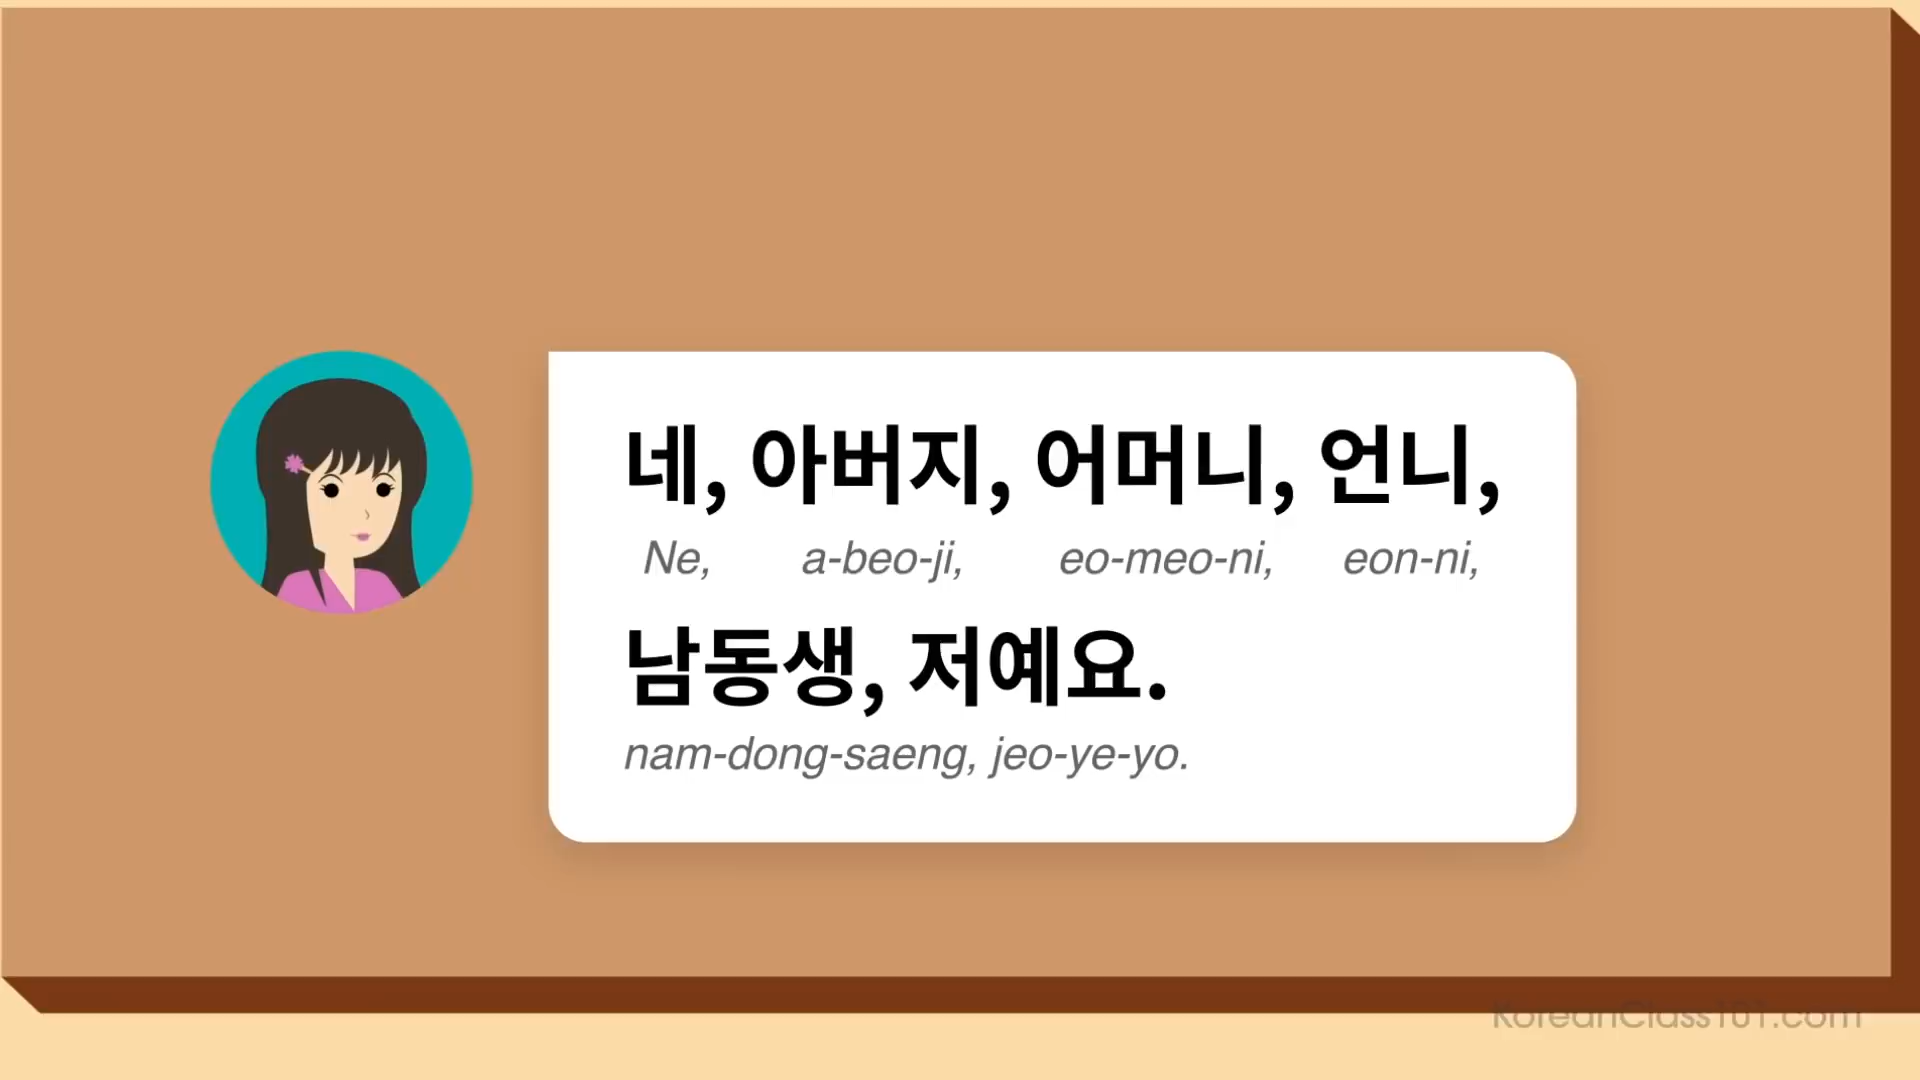 네, 아버지, 어머니, 언니,
Ne, a-beo-ji, eo-meo-ni, eon-ni,
남동생, 저예요.
nam-dong-saeng, jeo-ye-yo.
KoreanClass101.com